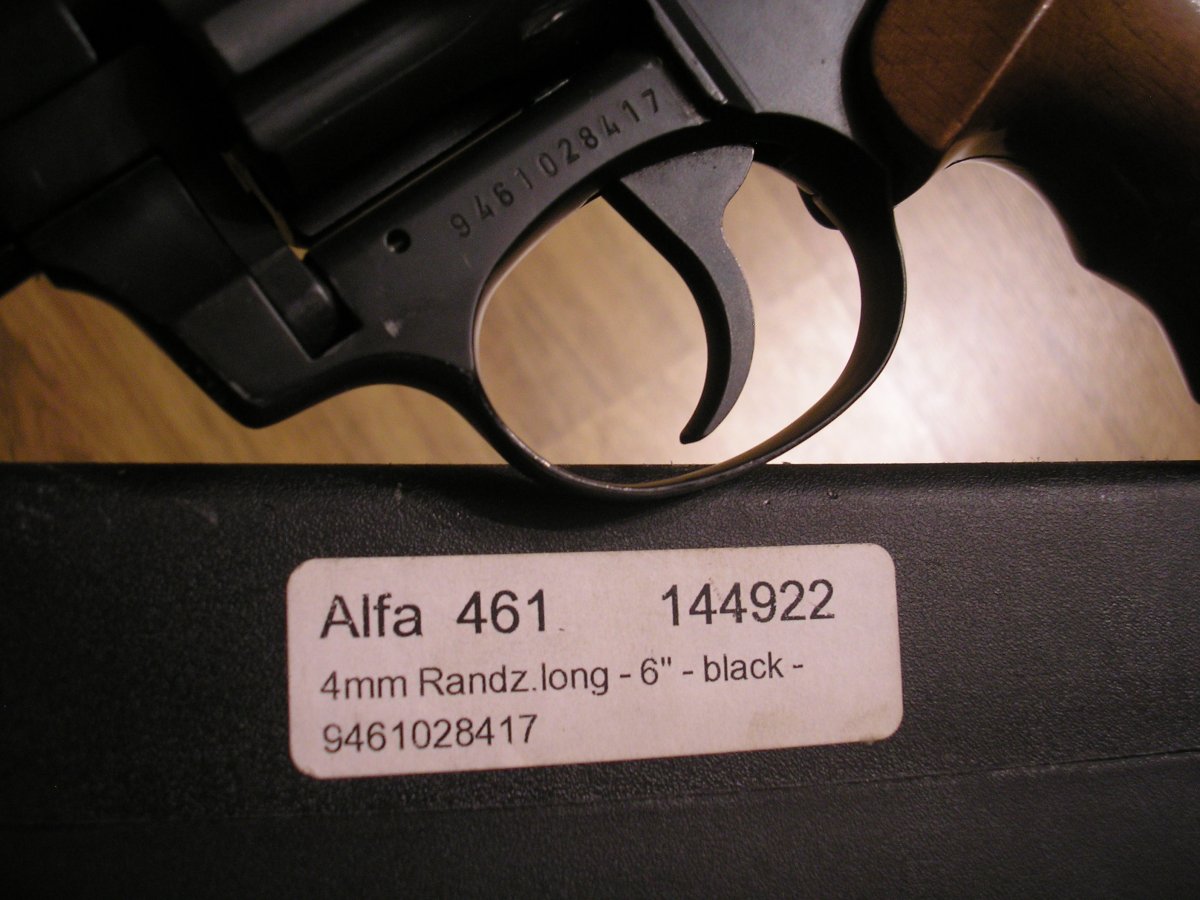 9461028417
Alfa 461 144922
4mm Randz.long - 6" - black -
9461028417